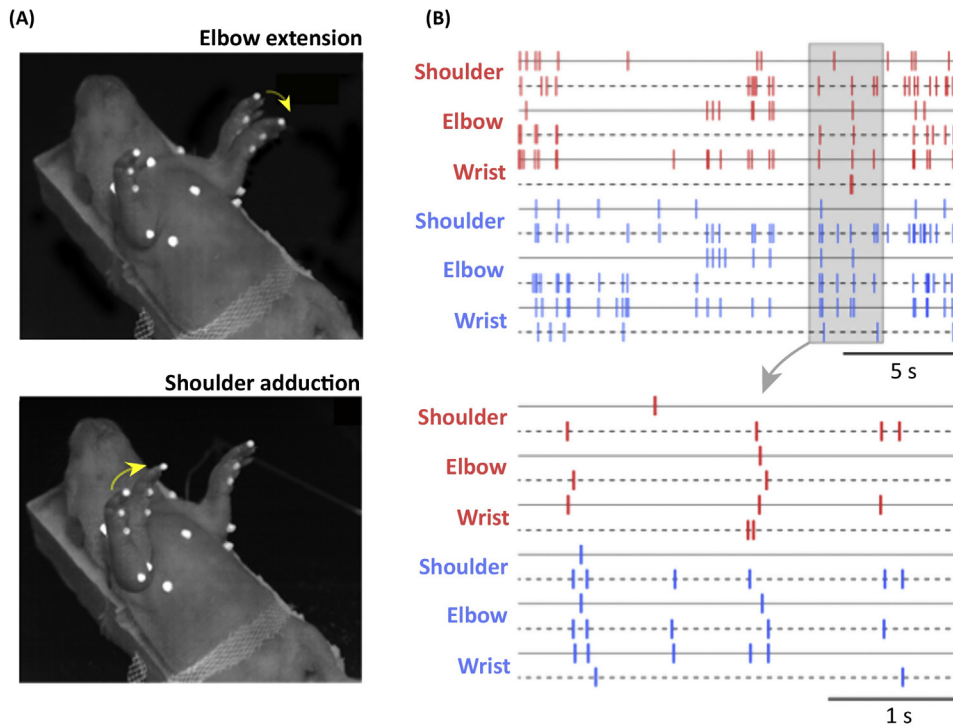 (A)
Elbow extension
Shoulder adduction
(B)
Shoulder
Elbow
Wrist
Shoulder
Elbow
Wrist
5 s
Shoulder
Elbow
Wrist
Shoulder
Elbow
Wrist
1 s